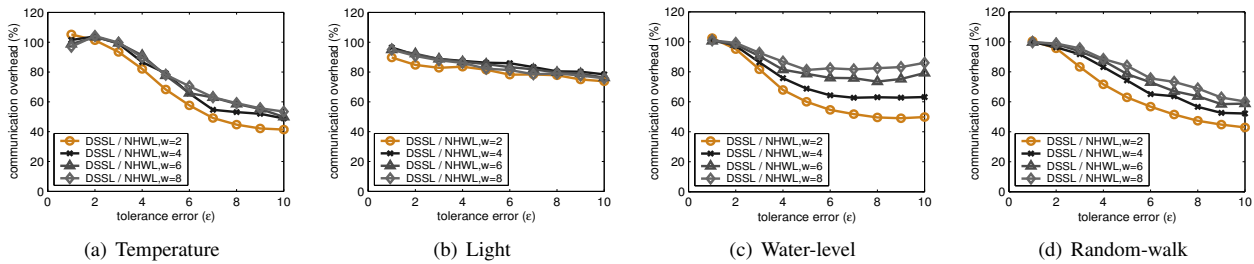 communication overhead (%)
120
100
80
60
40
20
0
DSSL / NHWL,w=2
DSSL / NHWL,w=4
DSSL / NHWL,w=6
DSSL / NHWL,w=8
0 2 4 6 8 10
tolerance error (ε)
(a) Temperature
communication overhead (%)
120
100
80
60
40
20
0
DSSL / NHWL,w=2
DSSL / NHWL,w=4
DSSL / NHWL,w=6
DSSL / NHWL,w=8
0 2 4 6 8 10
tolerance error (ε)
(b) Light
communication overhead (%)
120
100
80
60
40
20
0
DSSL / NHWL,w=2
DSSL / NHWL,w=4
DSSL / NHWL,w=6
DSSL / NHWL,w=8
0 2 4 6 8 10
tolerance error (ε)
(c) Water-level
communication overhead (%)
120
100
80
60
40
20
0
DSSL / NHWL,w=2
DSSL / NHWL,w=4
DSSL / NHWL,w=6
DSSL / NHWL,w=8
0 2 4 6 8 10
tolerance error (ε)
(d) Random-walk